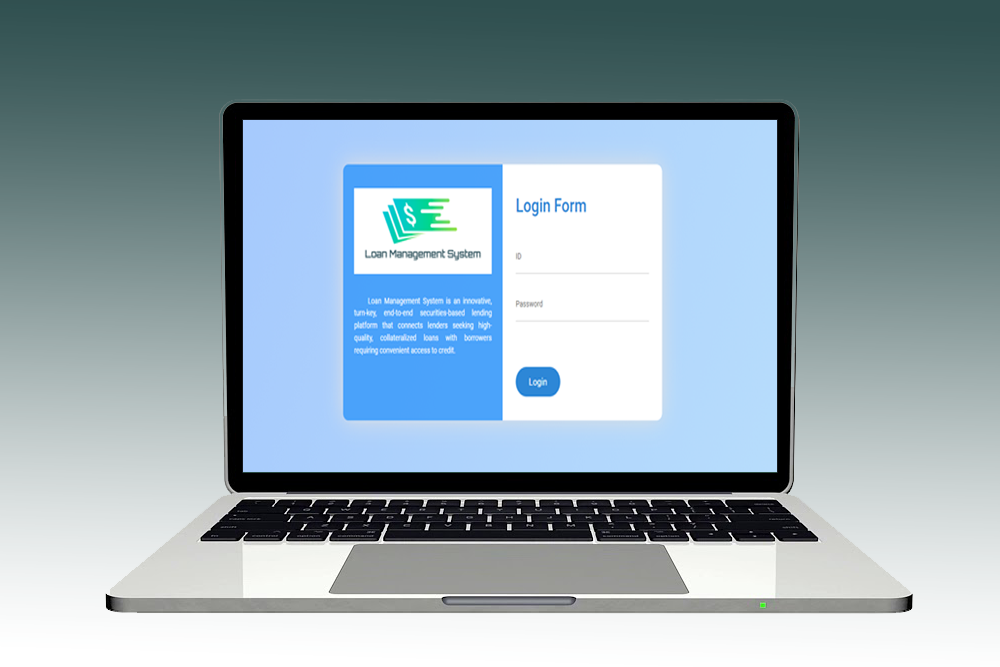 Loan Management System
Loan Management System is an innovative,
turn-key, end-to-end securities-based lending
platform that connects lenders seeking high-
quality, collateralized loans with borrowers
requiring convenient access to credit.
Login Form
ID
Password
Login